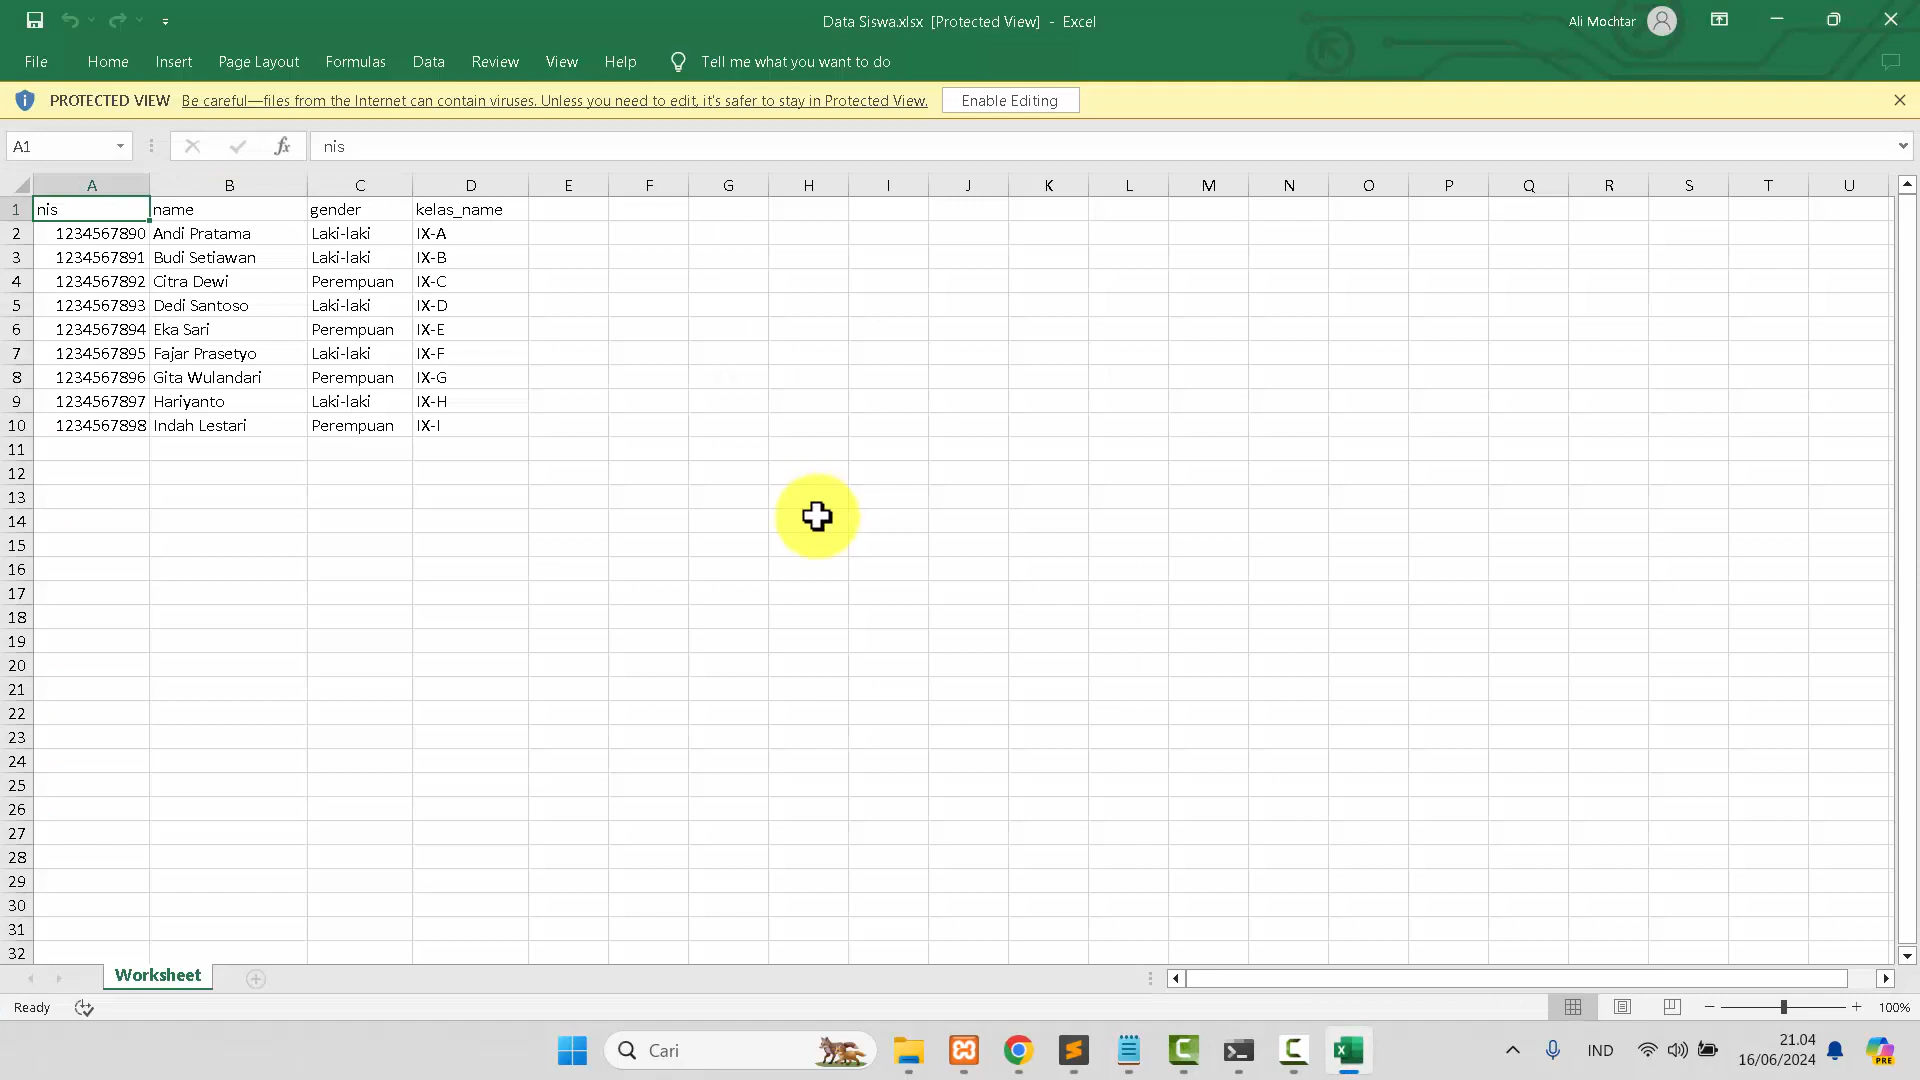 Data Siswa.xlsx [Protected View] - Excel
Ali Mochtar
File Home Insert Page Layout Formulas Data Review View Help Tell me what you want to do
PROTECTED VIEW Be careful—files from the Internet can contain viruses. Unless you need to edit, it's safer to stay in Protected View. Enable Editing
A1 fx nis
A B C D E F G H I J K L M N O P Q R S T U
1 nis name gender kelas_name
2 1234567890 Andi Pratama Laki-laki IX-A
3 1234567891 Budi Setiawan Laki-laki IX-B
4 1234567892 Citra Dewi Perempuan IX-C
5 1234567893 Dedi Santoso Laki-laki IX-D
6 1234567894 Eka Sari Perempuan IX-E
7 1234567895 Fajar Prasetyo Laki-laki IX-F
8 1234567896 Gita Wulandari Perempuan IX-G
9 1234567897 Hariyanto Laki-laki IX-H
10 1234567898 Indah Lestari Perempuan IX-I
11
12
13
14
15
16
17
18
19
20
21
22
23
24
25
26
27
28
29
30
31
32
Worksheet
Ready 100%
Cari IND 21.04
16/06/2024
PRE